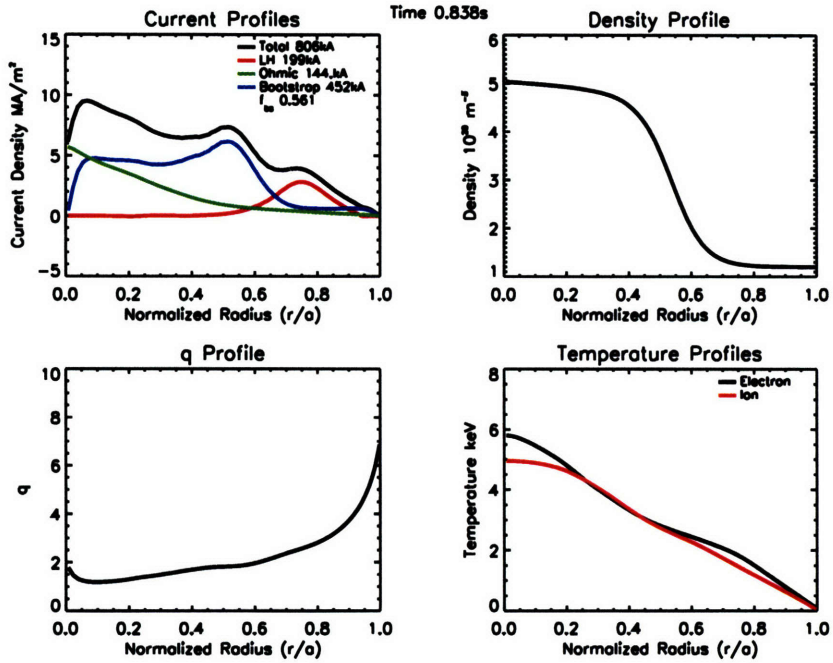 Time 0.838s
Current Profiles
Total 806kA
LH 199kA
Ohmic 144.kA
Bootstrap 452kA
f_bs 0.561
Current Density MA/m²
15
10
5
0
−5
0.0 0.2 0.4 0.6 0.8 1.0
Normalized Radius (r/a)
Density Profile
Density 10²⁰ m⁻³
6
5
4
3
2
1
0.0 0.2 0.4 0.6 0.8 1.0
Normalized Radius (r/a)
q Profile
q
10
8
6
4
2
0
0.0 0.2 0.4 0.6 0.8 1.0
Normalized Radius (r/a)
Temperature Profiles
Electron
Ion
Temperature keV
8
6
4
2
0
0.0 0.2 0.4 0.6 0.8 1.0
Normalized Radius (r/a)